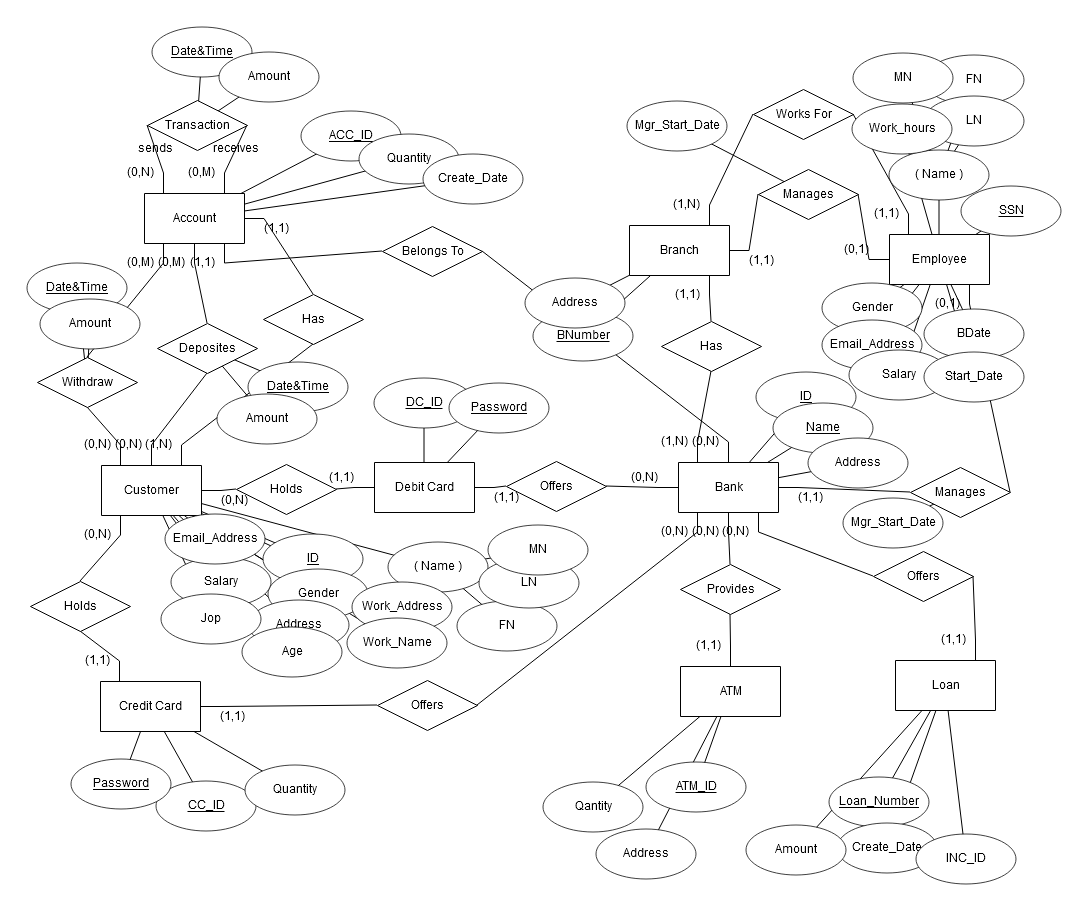 Date&Time
Amount
Transaction
sends
receives
(0,N)
(0,M)
ACC_ID
Quantity
Create_Date
Account
(1,1)
(0,M)
(0,M)
(1,1)
Belongs To
Mgr_Start_Date
Works For
MN
FN
Work_hours
LN
( Name )
SSN
Manages
(1,N)
(1,1)
Branch
(1,1)
(0,1)
Employee
(1,1)
Gender
(0,1)
BDate
Email_Address
Salary
Start_Date
Address
BNumber
Has
Date&Time
Amount
Withdraw
Deposites
Has
Date&Time
Amount
(0,N)
(0,N)
(1,N)
DC_ID
Password
ID
Name
Address
(1,N)
(0,N)
Customer
(0,N)
Holds
(1,1)
Debit Card
(1,1)
Offers
(0,N)
Bank
(1,1)
Manages
Mgr_Start_Date
(0,N)
(0,N)
(0,N)
(0,N)
Email_Address
ID
( Name )
MN
LN
FN
Salary
Gender
Work_Address
Jop
Address
Work_Name
Age
Holds
(1,1)
Provides
Offers
(1,1)
(1,1)
Credit Card
(1,1)
Offers
ATM
Loan
Password
CC_ID
Quantity
Qantity
ATM_ID
Address
Loan_Number
Amount
Create_Date
INC_ID